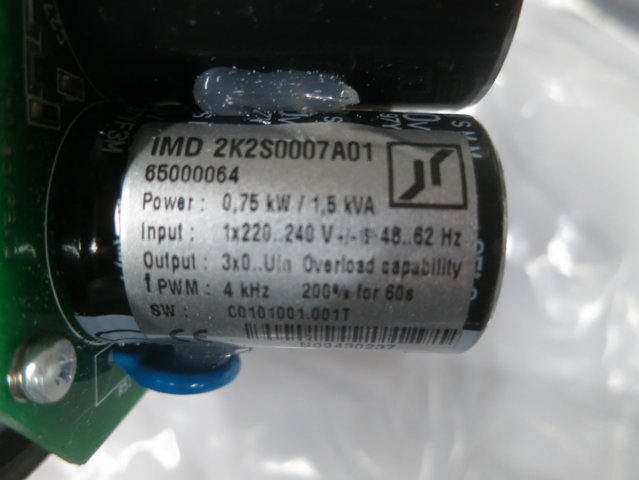 IMD 2K2S0007A01
65000064
Power : 0,75 kW / 1,5 kVA
Input : 1x220..240 V 48..62 Hz
Output : 3x0..Uin Overload capability
f PWM : 4 kHz 200% for 60s
SW : C0101001.001T